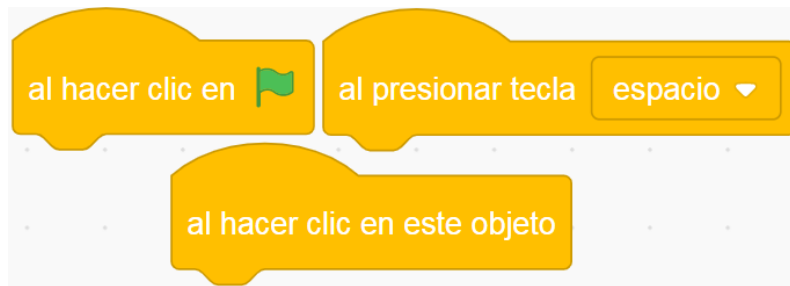 al hacer clic en
al presionar tecla espacio
al hacer clic en este objeto